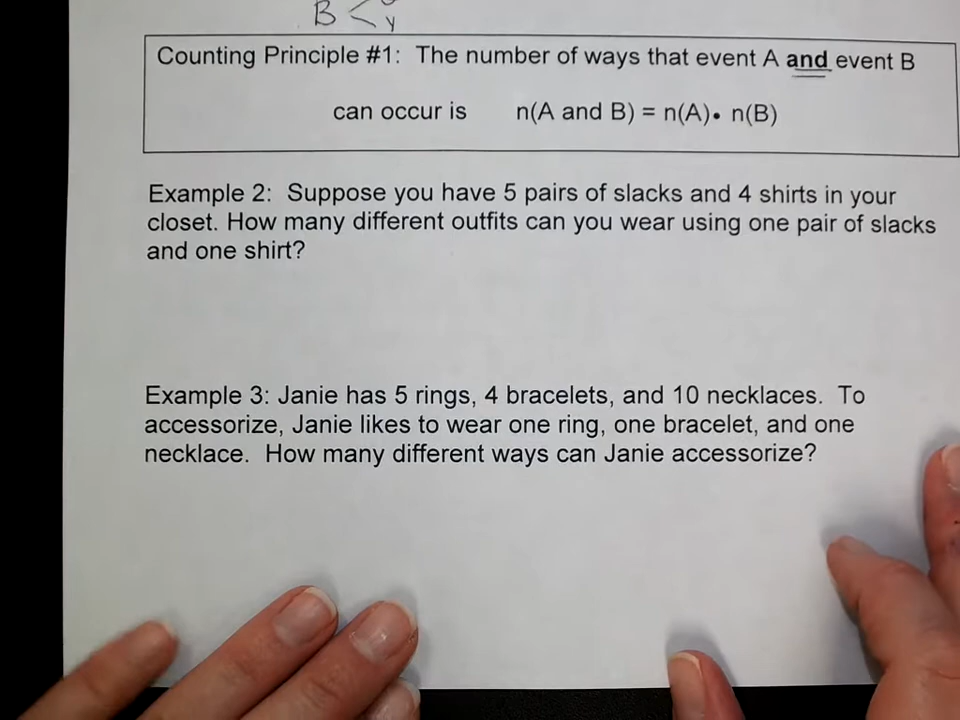 B < y
Counting Principle #1: The number of ways that event A and event B
can occur is n(A and B) = n(A)• n(B)
Example 2: Suppose you have 5 pairs of slacks and 4 shirts in your
closet. How many different outfits can you wear using one pair of slacks
and one shirt?
Example 3: Janie has 5 rings, 4 bracelets, and 10 necklaces. To
accessorize, Janie likes to wear one ring, one bracelet, and one
necklace. How many different ways can Janie accessorize?